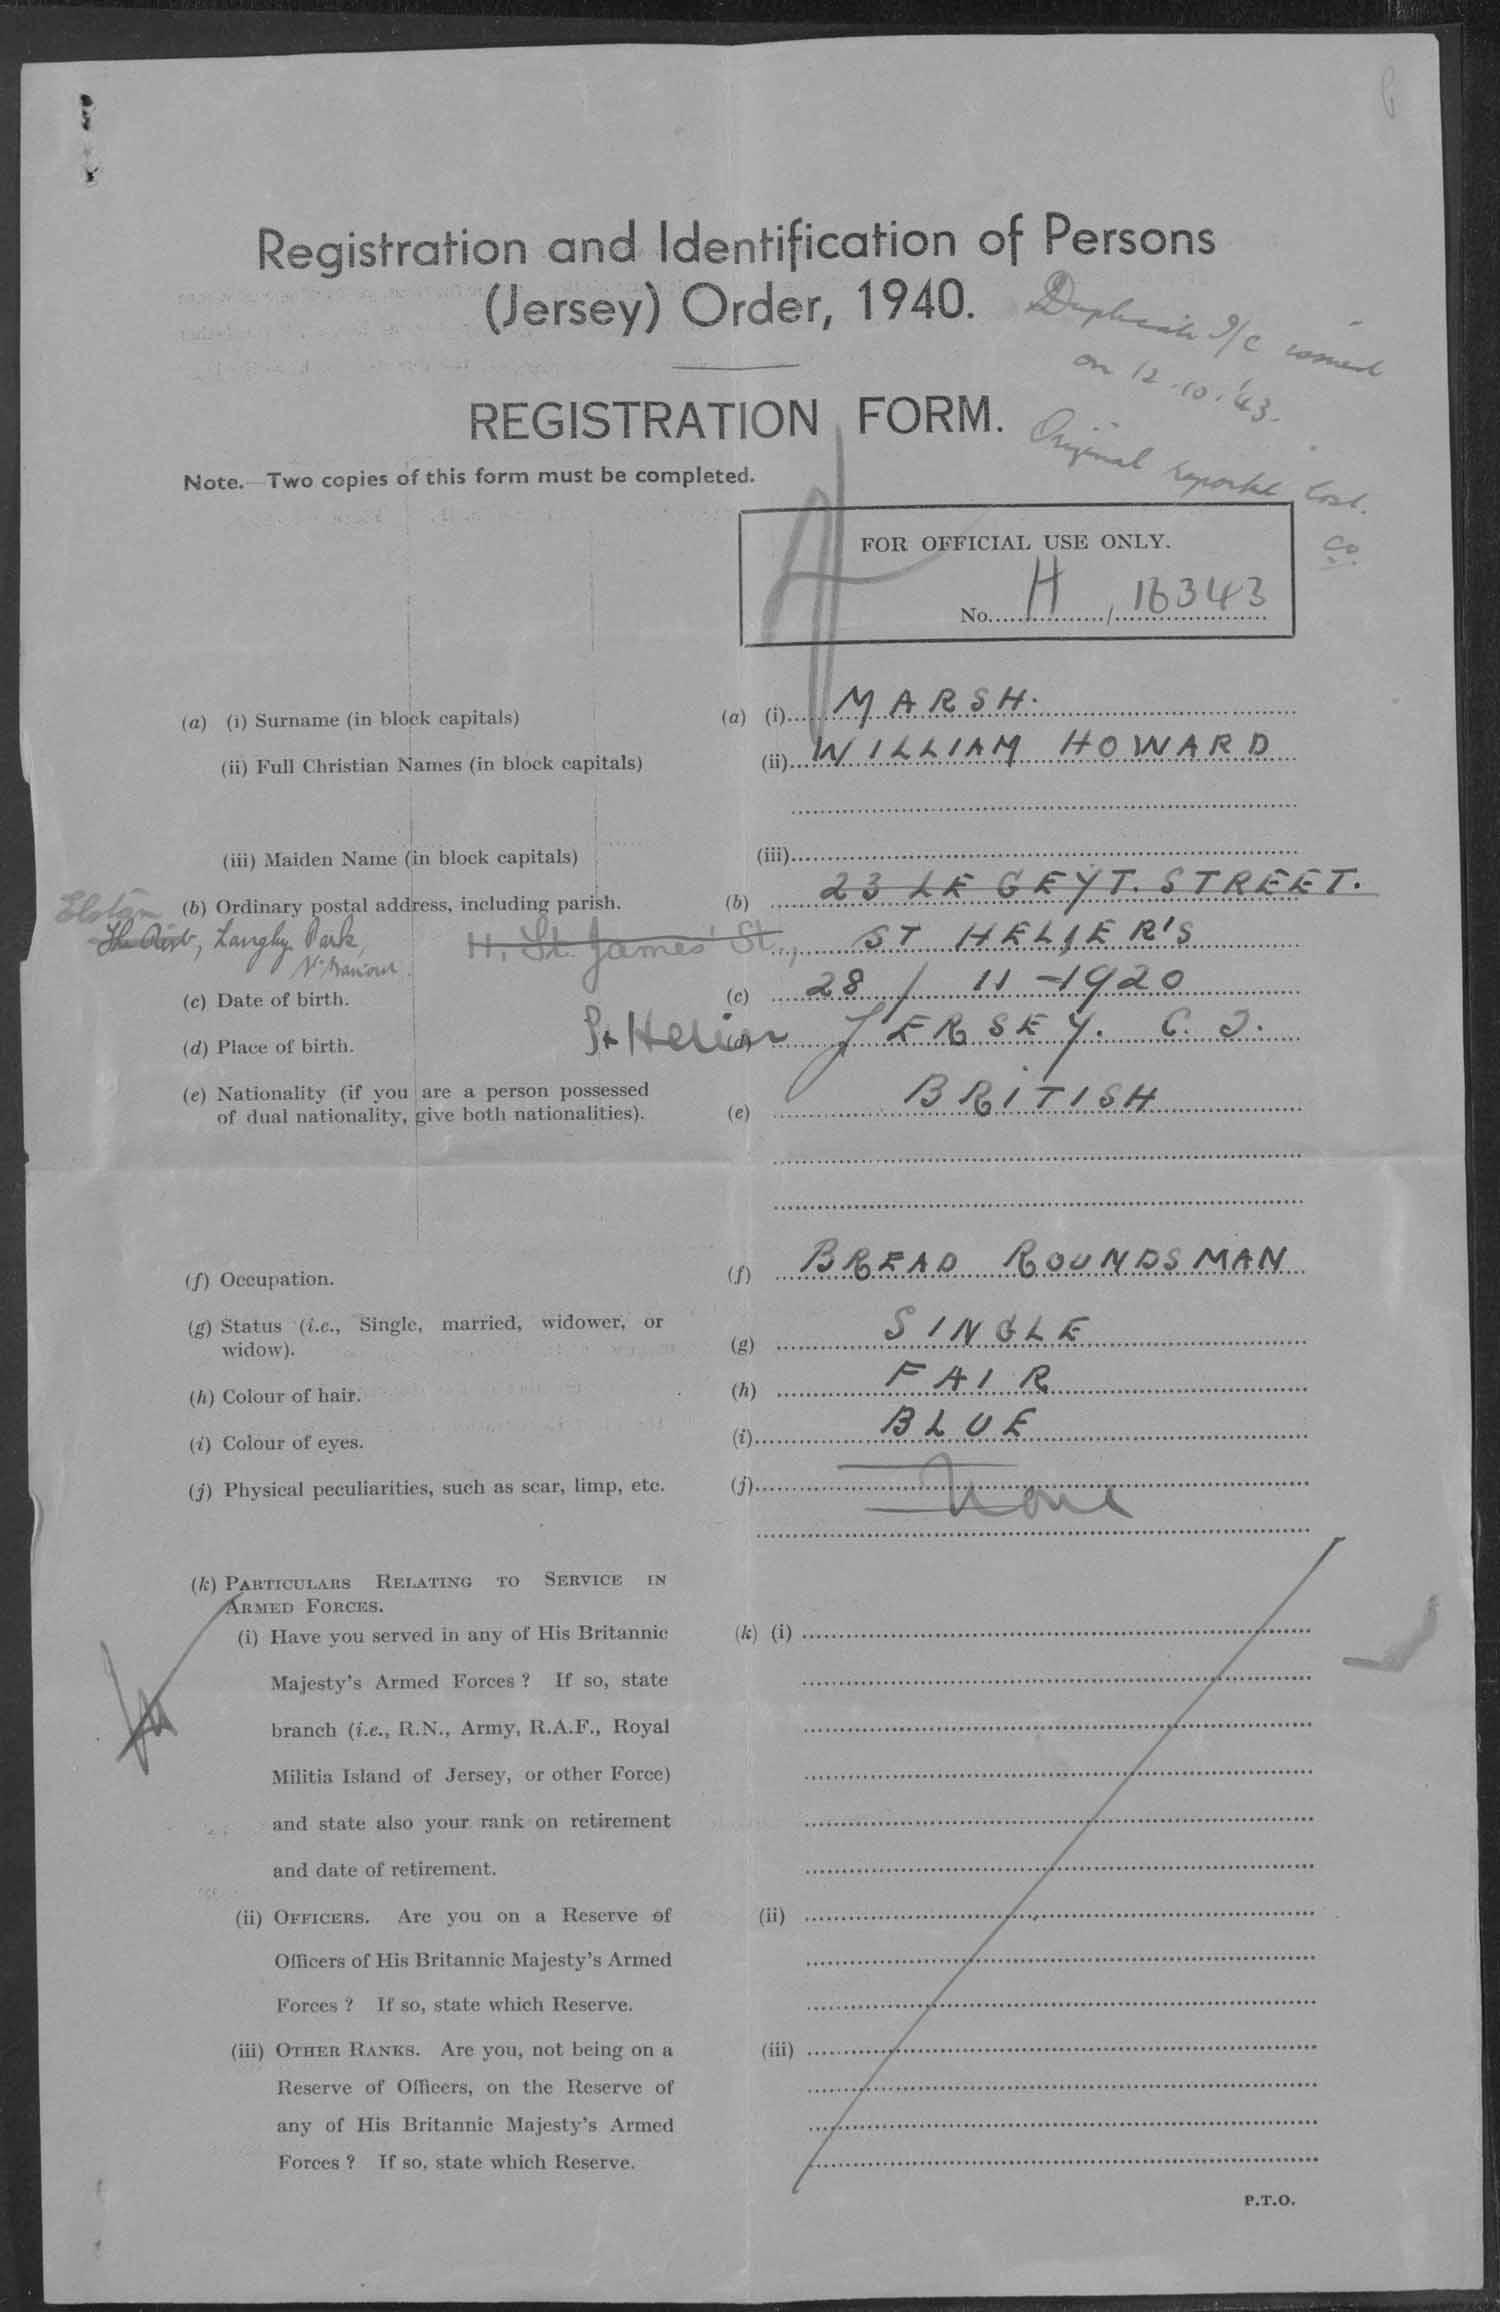 Registration and Identification of Persons
(Jersey) Order, 1940.
Duplicate I/C issued
on 12.10.'43.
Original reported lost.
REGISTRATION FORM.
Note.—Two copies of this form must be completed.
FOR OFFICIAL USE ONLY.
No. H / 16343
(a) (i) Surname (in block capitals) (a) (i) MARSH.
(ii) Full Christian Names (in block capitals) (ii) WILLIAM HOWARD
(iii) Maiden Name (in block capitals) (iii)
(b) Ordinary postal address, including parish. (b) 23 LE GEYT. STREET.
Langley Park, 11, St. James' St., ST HELIER'S
(c) Date of birth. (c) 28 / 11 - 1920
(d) Place of birth. St Helier (d) JERSEY. C. I.
(e) Nationality (if you are a person possessed
of dual nationality, give both nationalities). (e) BRITISH
(f) Occupation. (f) BREAD ROUNDSMAN
(g) Status (i.e., Single, married, widower, or
widow). (g) SINGLE
(h) Colour of hair. (h) FAIR
(i) Colour of eyes. (i) BLUE
(j) Physical peculiarities, such as scar, limp, etc. (j) None
(k) PARTICULARS RELATING TO SERVICE IN
ARMED FORCES.
(i) Have you served in any of His Britannic (k) (i)
Majesty's Armed Forces? If so, state
branch (i.e., R.N., Army, R.A.F., Royal
Militia Island of Jersey, or other Force)
and state also your rank on retirement
and date of retirement.
(ii) OFFICERS. Are you on a Reserve of (ii)
Officers of His Britannic Majesty's Armed
Forces? If so, state which Reserve.
(iii) OTHER RANKS. Are you, not being on a (iii)
Reserve of Officers, on the Reserve of
any of His Britannic Majesty's Armed
Forces? If so, state which Reserve.
P.T.O.